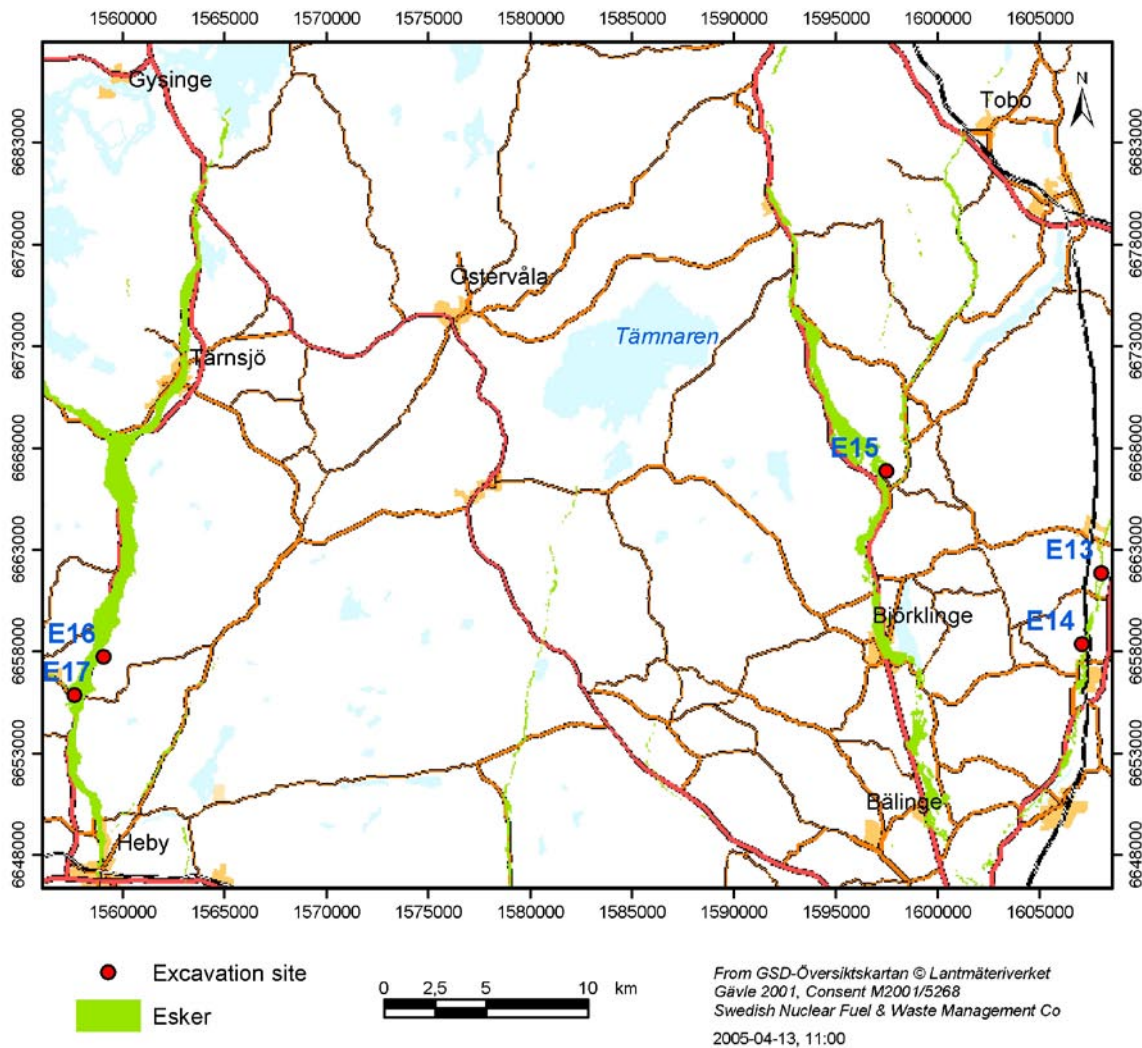 1560000 1565000 1570000 1575000 1580000 1585000 1590000 1595000 1600000 1605000
6683000 6678000 6673000 6668000 6663000 6658000 6653000 6648000
Gysinge
Tobo
N
Östervåla
Tämnaren
Tärnsjö
E15
E13
Björklinge
E14
E16
E17
Bälinge
Heby
6683000 6678000 6673000 6668000 6663000 6658000 6653000 6648000
1560000 1565000 1570000 1575000 1580000 1585000 1590000 1595000 1600000 1605000
Excavation site
Esker
0 2,5 5 10 km
From GSD-Översiktskartan © Lantmäteriverket
Gävle 2001, Consent M2001/5268
Swedish Nuclear Fuel & Waste Management Co
2005-04-13, 11:00